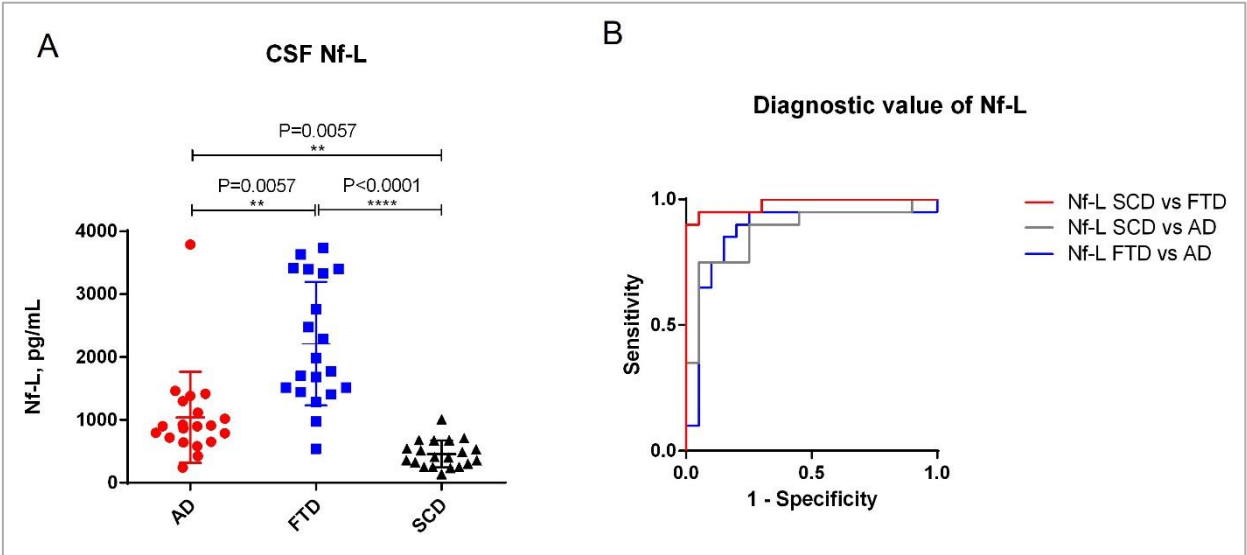 A
CSF Nf-L
P=0.0057
**
P=0.0057
**
P<0.0001
****
4000
3000
2000
1000
0
Nf-L, pg/mL
AD
FTD
SCD
B
Diagnostic value of Nf-L
1.0
0.5
0.0
Sensitivity
0.0
0.5
1.0
1 - Specificity
Nf-L SCD vs FTD
Nf-L SCD vs AD
Nf-L FTD vs AD